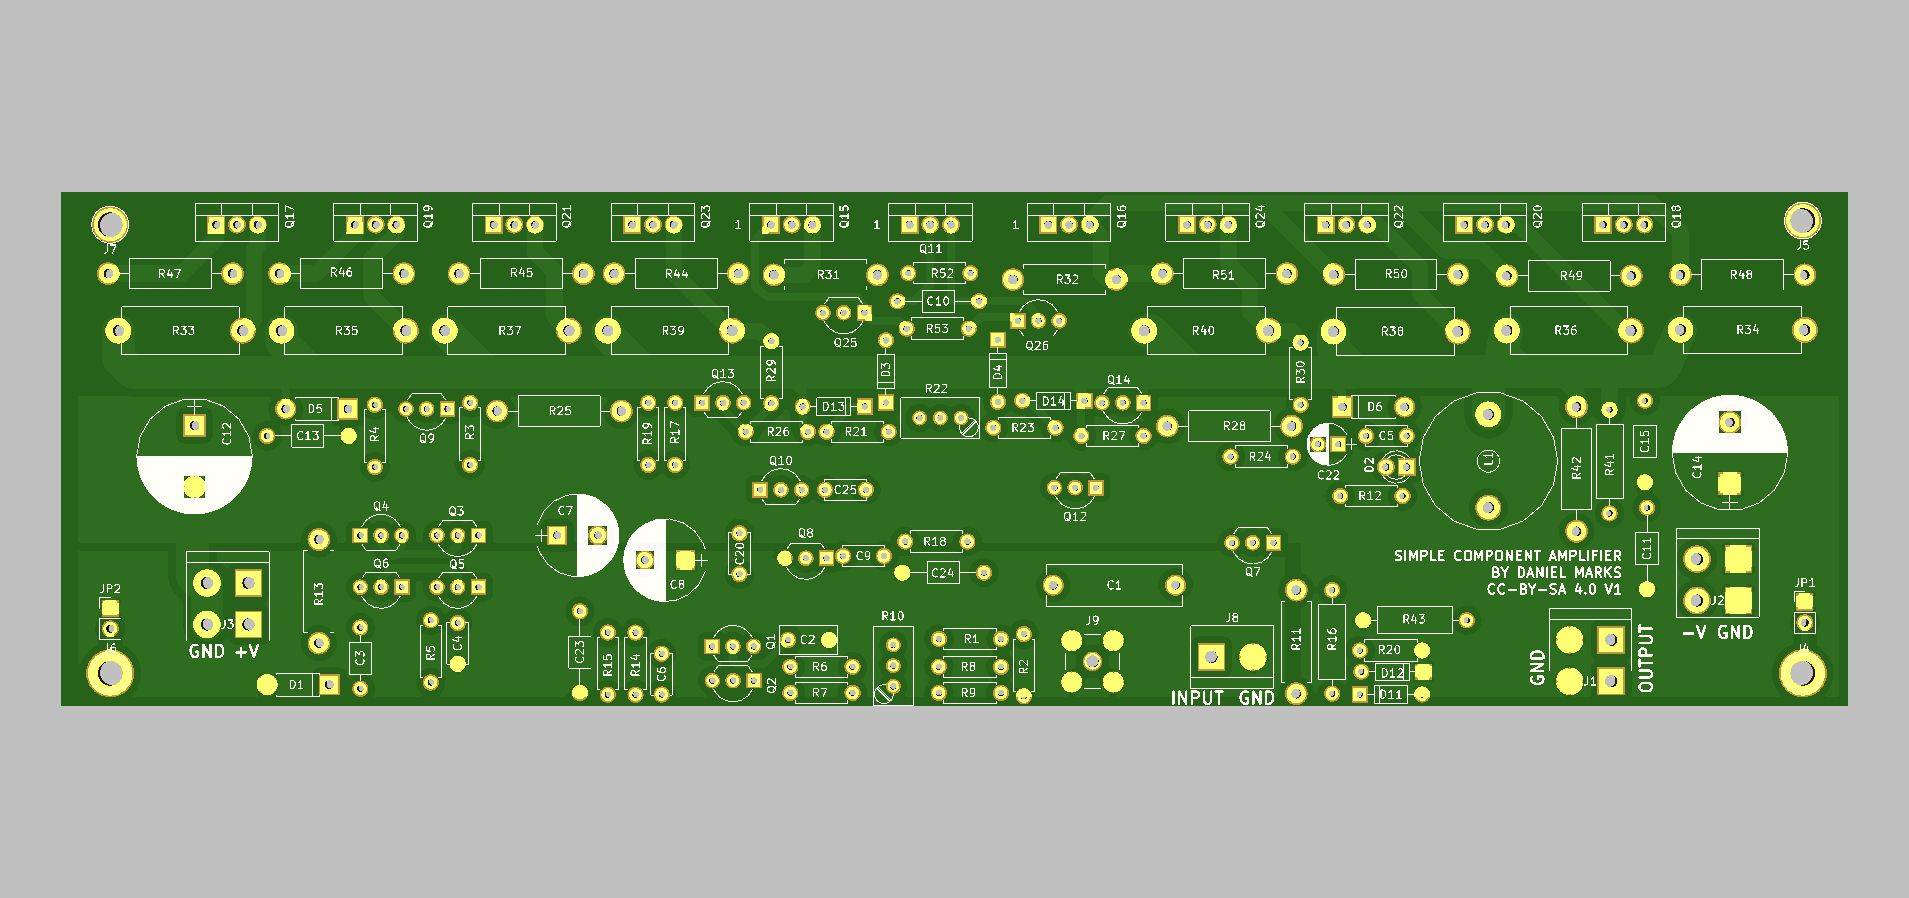 Q17
Q19
Q21
Q23
1
Q15
1
Q11
1
Q16
Q24
Q22
Q20
Q18
J7
J5
R47
R46
R45
R44
R31
R52
R32
R51
R50
R49
R48
C10
R33
R35
R37
R39
Q25
R53
Q26
R40
R38
R36
R34
R29
D3
D4
R30
Q13
R22
Q14
D5
C12
C13
R4
Q9
R3
R25
R19
R17
R26
D13
R21
R23
D14
R27
R28
R24
C22
D6
C5
D2
R12
L1
R42
R41
C15
C14
Q10
C25
Q12
Q4
Q3
C7
C8
C20
Q8
C9
R18
C24
Q7
C11
SIMPLE COMPONENT AMPLIFIER
BY DANIEL MARKS
CC-BY-SA 4.0 V1
JP2
J6
J3
GND +V
D1
R13
Q6
Q5
C3
R5
C4
C23
R15
R14
C6
Q1
Q2
C2
R6
R7
R10
R1
R8
R9
R2
C1
J9
J8
INPUT GND
R11
R16
R43
R20
D12
D11
GND
J1
OUTPUT
J2
-V GND
JP1
J4